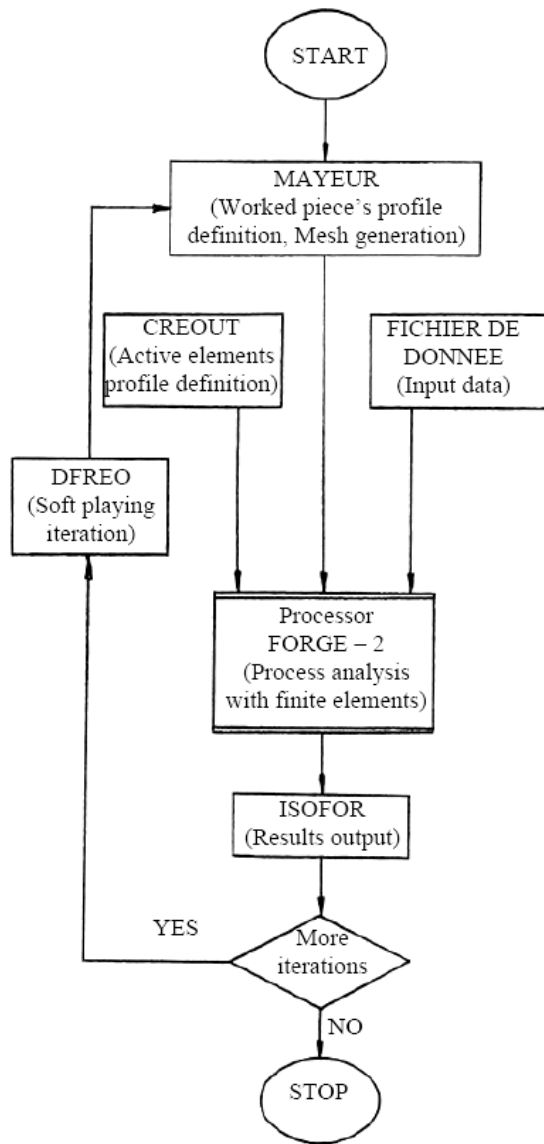 START
MAYEUR
(Worked piece’s profile
definition, Mesh generation)
CREOUT
(Active elements
profile definition)
FICHIER DE
DONNEE
(Input data)
DFREO
(Soft playing
iteration)
Processor
FORGE – 2
(Process analysis
with finite elements)
ISOFOR
(Results output)
YES
More
iterations
NO
STOP